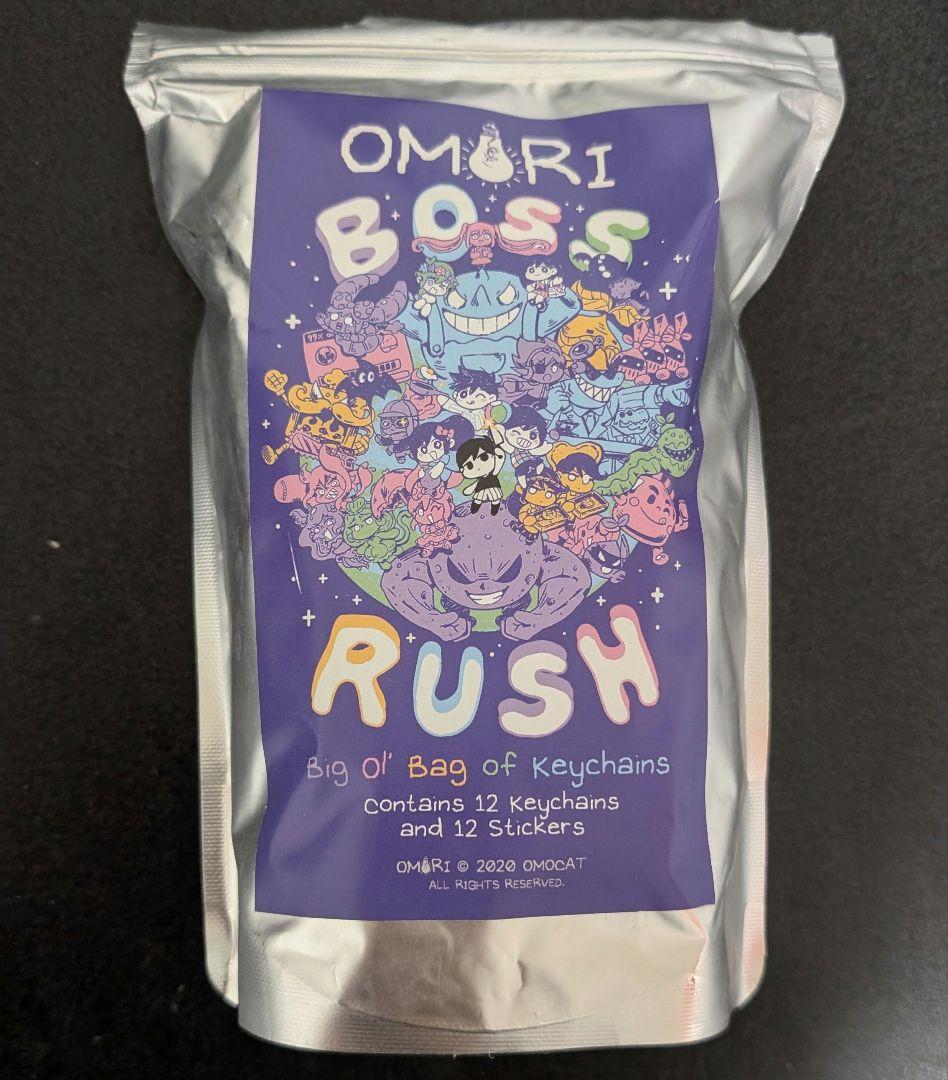 OMORI
BOSS
99%
RUSH
Big Ol' Bag of Keychains
Contains 12 Keychains
and 12 Stickers
OMORI © 2020 OMOCAT
ALL RIGHTS RESERVED.